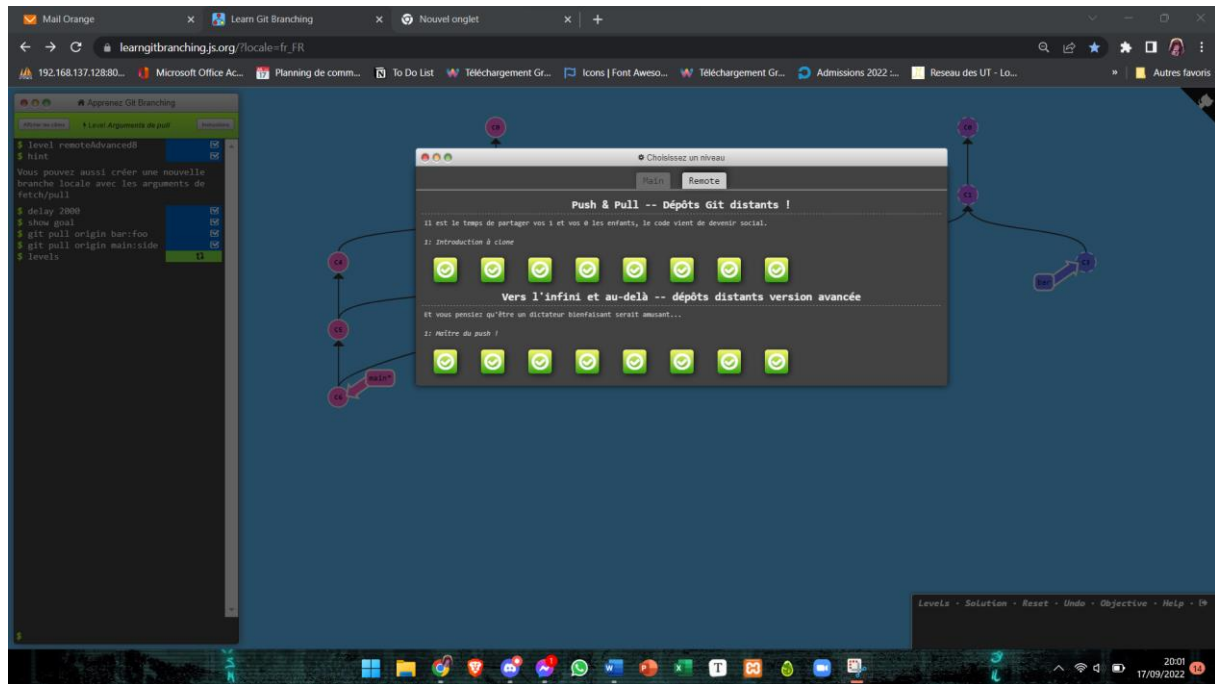 Mail Orange
Learn Git Branching
Nouvel onglet
learngitbranching.js.org/?locale=fr_FR
192.168.137.128:80...
Microsoft Office Ac...
Planning de comm...
To Do List
Téléchargement Gr...
Icons | Font Aweso...
Téléchargement Gr...
Admissions 2022 :...
Reseau des UT - Lo...
»
Autres favoris
Apprenez Git Branching
Level Arguments de pull
$ level remoteAdvanced8
$ hint
Vous pouvez aussi créer une nouvelle
branche locale avec les arguments de
fetch/pull
$ delay 2000
$ show goal
$ git pull origin bar:foo
$ git pull origin main:side
$ levels
$
C0
C4
C5
C6
main*
Choisissez un niveau
Main
Remote
Push & Pull -- Dépôts Git distants !
Il est le temps de partager vos 1 et vos 0 les enfants, le code vient de devenir social.
1: Introduction à clone
Vers l'infini et au-delà -- dépôts distants version avancée
Et vous pensiez qu'être un dictateur bienfaisant serait amusant...
1: Maître du push !
C1
bar
Levels - Solution - Reset - Undo - Objective - Help -
20:01
17/09/2022
14